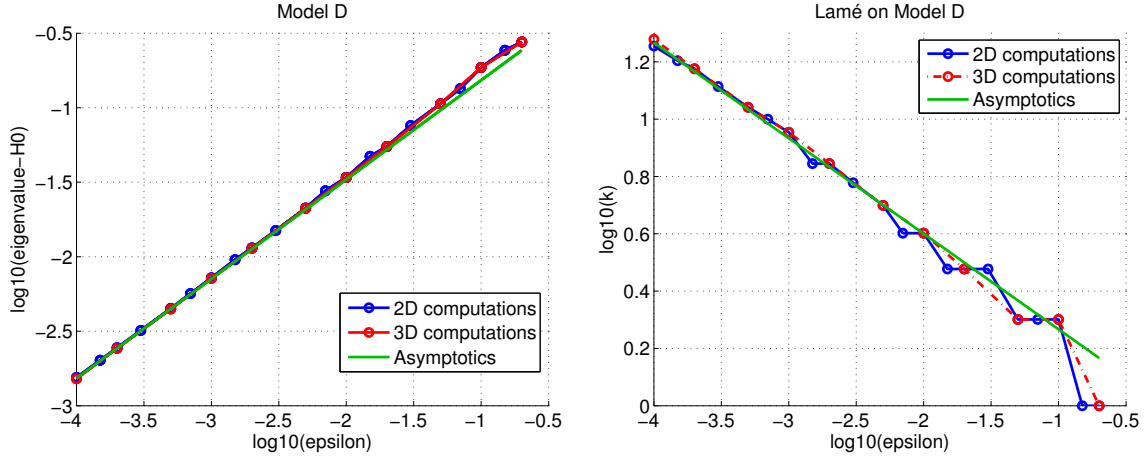 Model D
−0.5
−1
−1.5
−2
−2.5
−3
log10(eigenvalue−H0)
−4
−3.5
−3
−2.5
−2
−1.5
−1
−0.5
log10(epsilon)
2D computations
3D computations
Asymptotics
Lamé on Model D
1.2
1
0.8
0.6
0.4
0.2
0
log10(k)
−4
−3.5
−3
−2.5
−2
−1.5
−1
−0.5
log10(epsilon)
2D computations
3D computations
Asymptotics